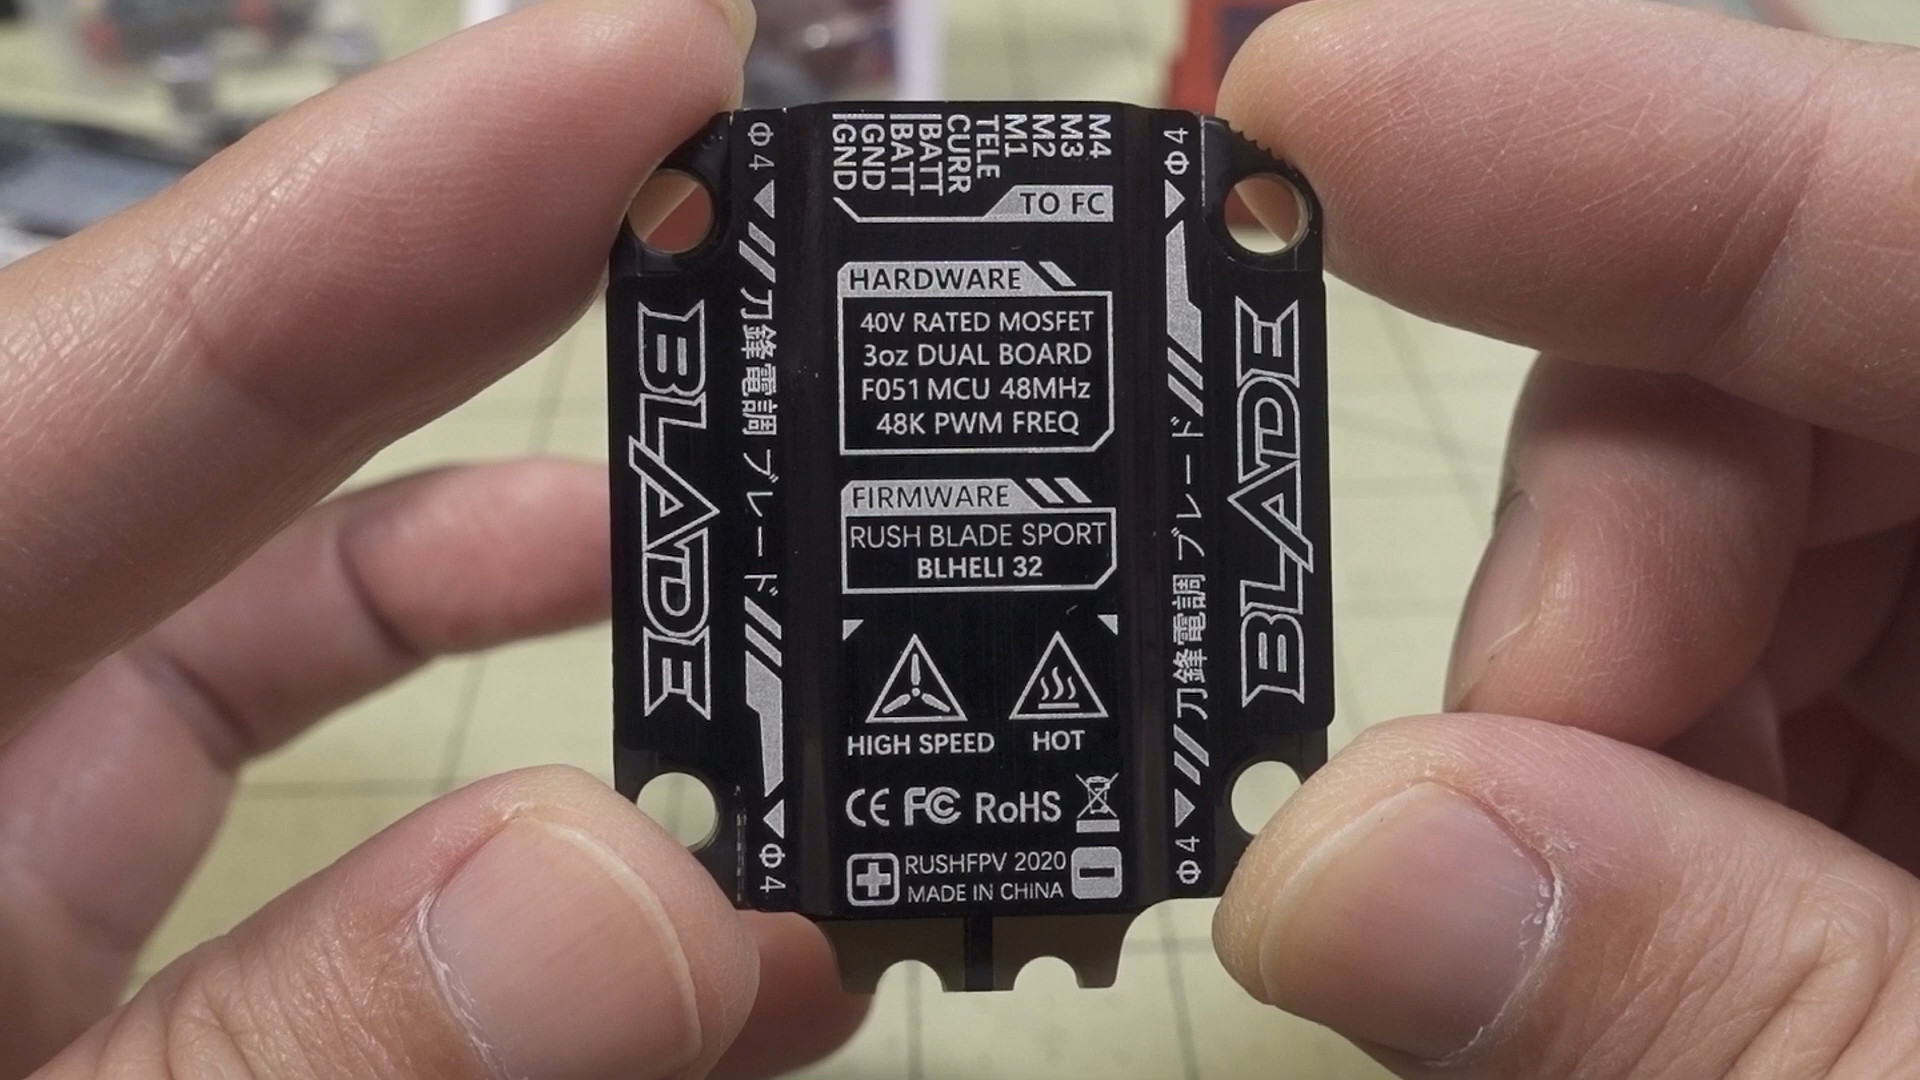 GND
GND
BATT
BATT
CURR
TELE
M1
M2
M3
M4
TO FC
Φ4
Φ4
BLADE
刀鋒電調 ブレード
HARDWARE
40V RATED MOSFET
3oz DUAL BOARD
F051 MCU 48MHz
48K PWM FREQ
FIRMWARE
RUSH BLADE SPORT
BLHELI 32
HIGH SPEED
HOT
CE FC RoHS
RUSHFPV 2020
MADE IN CHINA
刀鋒電調 ブレード
BLADE
Φ4
Φ4